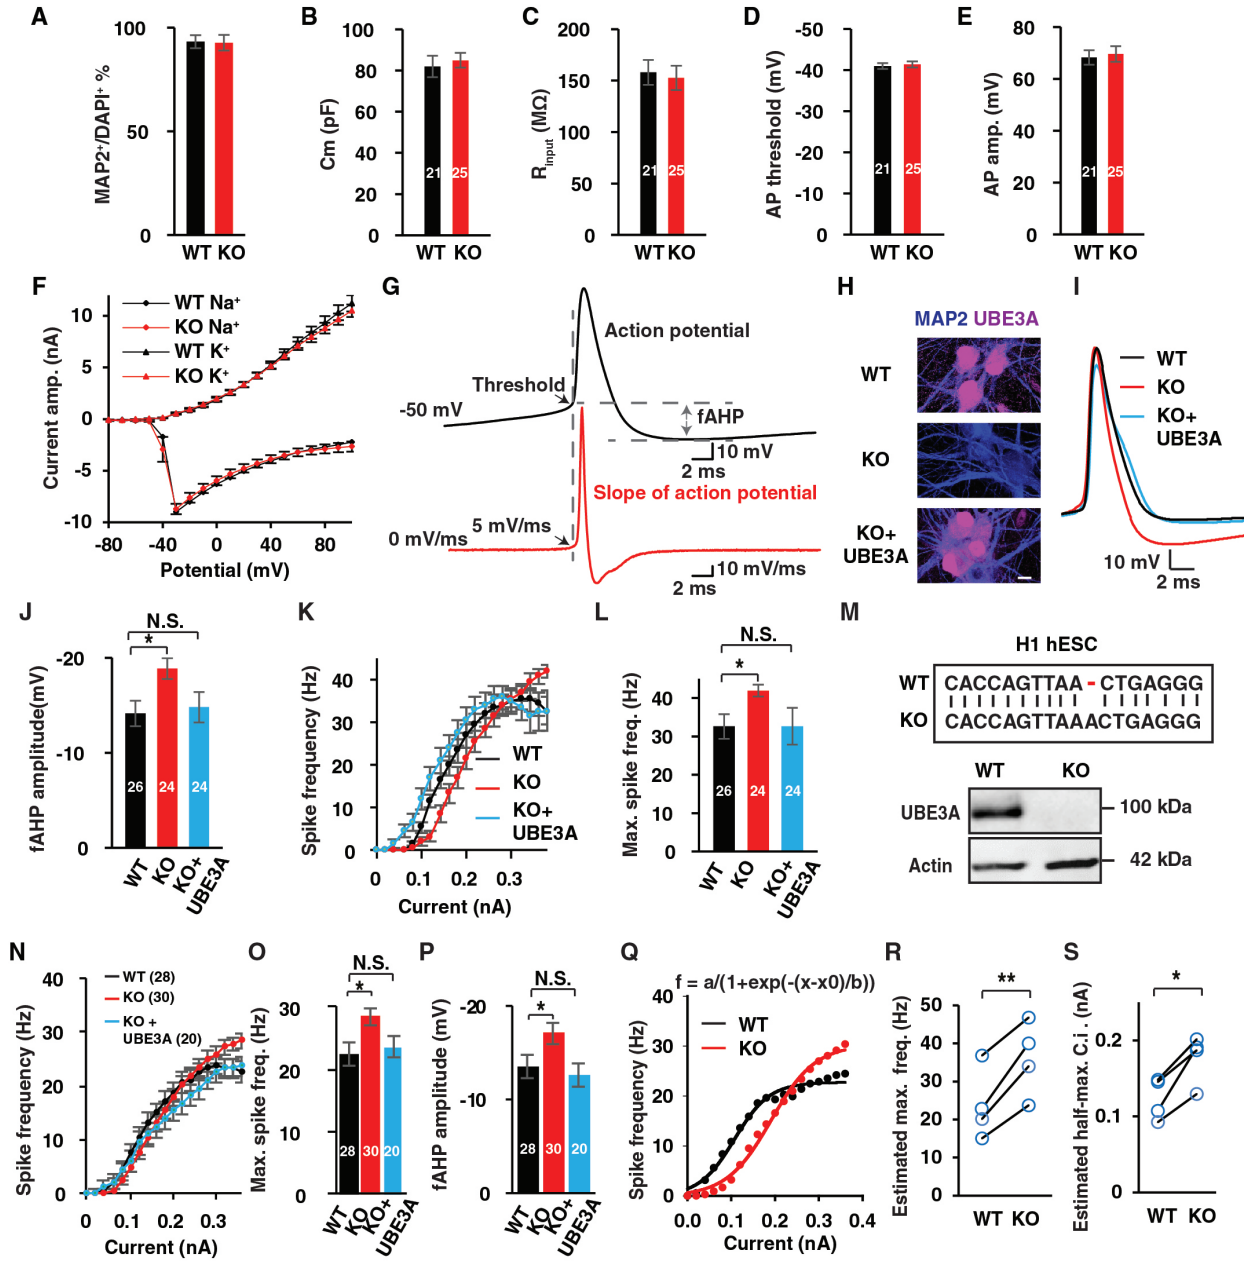 A
MAP2+/DAPI+ %
100
50
0
WT KO
B
Cm (pF)
100
80
60
40
20
0
21
25
WT KO
C
Rinput (MΩ)
200
150
100
50
0
21
25
WT KO
D
AP threshold (mV)
-50
-40
-30
-20
-10
0
21
25
WT KO
E
AP amp. (mV)
80
60
40
20
0
21
25
WT KO
F
Current amp. (nA)
10
5
0
-5
-10
WT Na+
KO Na+
WT K+
KO K+
-80 -40 0 40 80
Potential (mV)
G
Action potential
Threshold
-50 mV
fAHP
10 mV
2 ms
Slope of action potential
5 mV/ms
0 mV/ms
10 mV/ms
2 ms
H
MAP2 UBE3A
WT
KO
KO+
UBE3A
I
WT
KO
KO+
UBE3A
10 mV
2 ms
J
fAHP amplitude(mV)
N.S.
*
-20
-10
0
26
24
24
WT
KO
KO+
UBE3A
K
Spike frequency (Hz)
40
30
20
10
0
WT
KO
KO+
UBE3A
0 0.1 0.2 0.3
Current (nA)
L
Max. spike freq. (Hz)
N.S.
*
40
30
20
10
0
26
24
24
WT
KO
KO+
UBE3A
M
H1 hESC
WT CACCAGTTAA - CTGAGGG
KO CACCAGTTAAACTGAGGG
WT KO
UBE3A
100 kDa
Actin
42 kDa
N
Spike frequency (Hz)
40
30
20
10
0
WT (28)
KO (30)
KO +
UBE3A (20)
0 0.1 0.2 0.3
Current (nA)
O
Max. spike freq. (Hz)
N.S.
*
30
20
10
0
28
30
20
WT
KO
KO+
UBE3A
P
fAHP amplitude (mV)
N.S.
*
-20
-10
0
28
30
20
WT
KO
KO+
UBE3A
Q
f = a/(1+exp(-(x-x0)/b))
Spike frequency (Hz)
40
30
20
10
0
WT
KO
0.0 0.1 0.2 0.3 0.4
Current (nA)
R
Estimated max. freq. (Hz)
**
50
40
30
20
10
0
WT KO
S
Estimated half-max. C.i . (nA)
*
0.2
0.1
0
WT KO